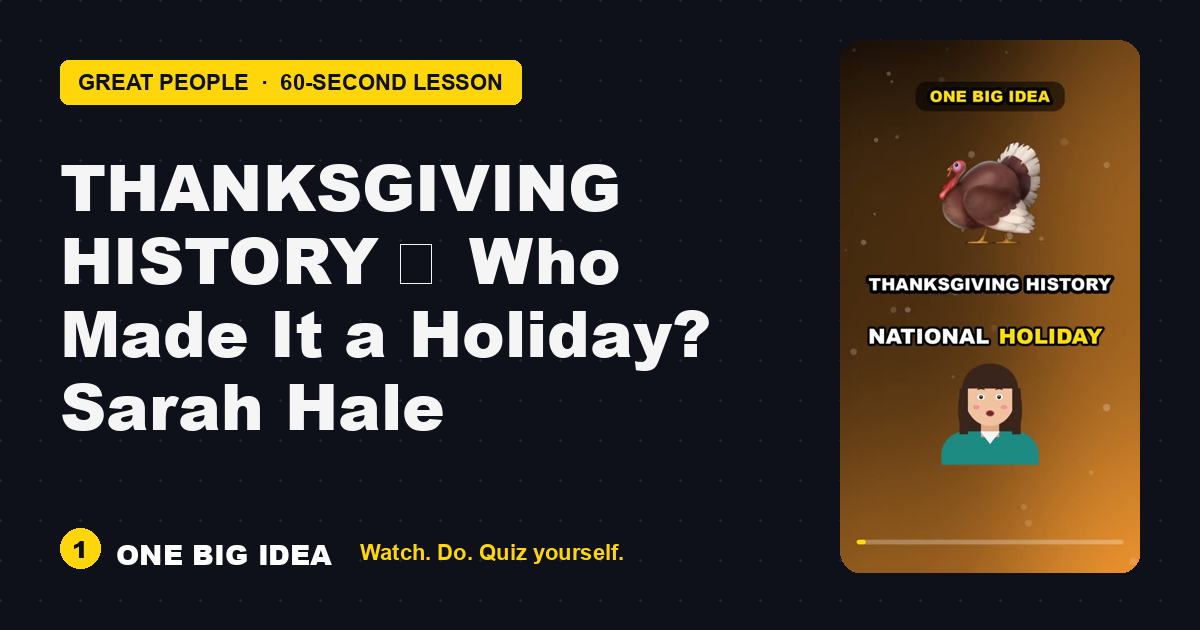 GREAT PEOPLE · 60-SECOND LESSON
THANKSGIVING
HISTORY □ Who
Made It a Holiday?
Sarah Hale
1 ONE BIG IDEA Watch. Do. Quiz yourself.
ONE BIG IDEA
THANKSGIVING HISTORY
NATIONAL HOLIDAY